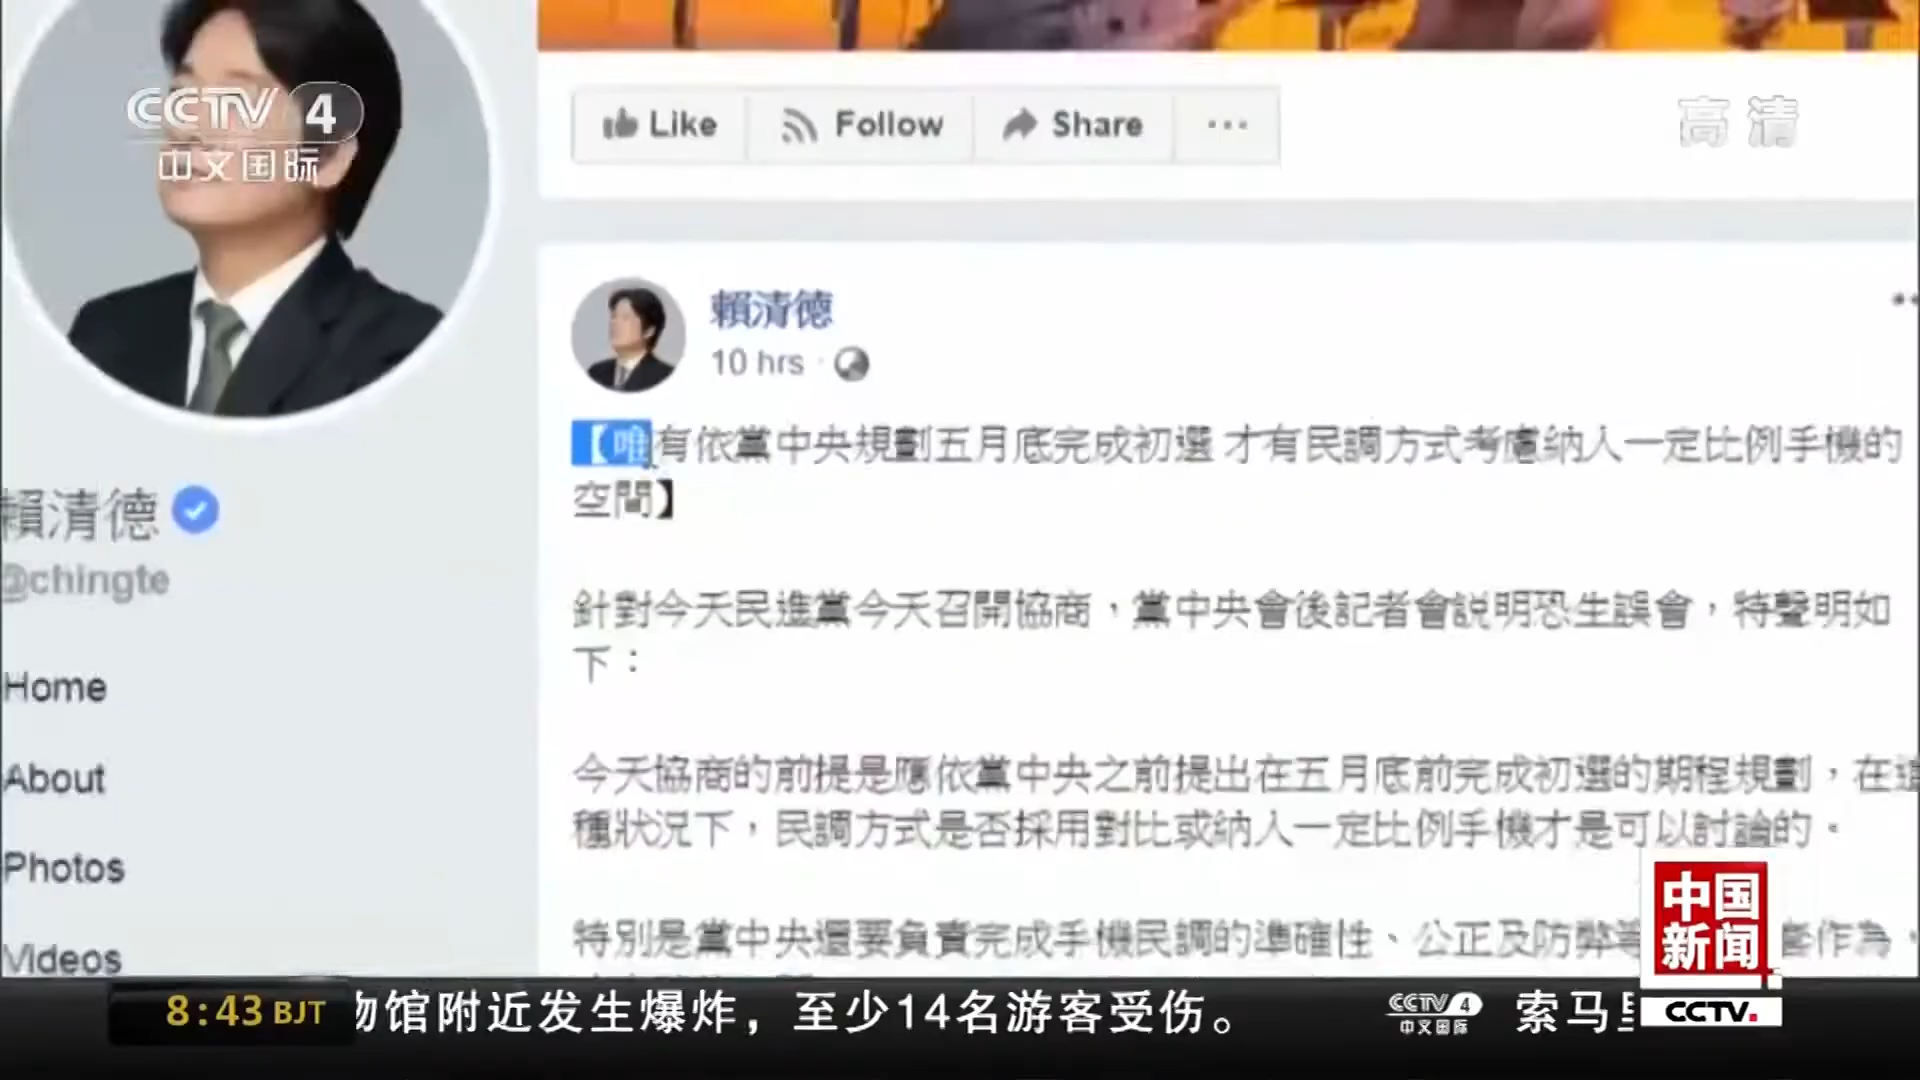 CCTV 4
中文国际
高清
Like
Follow
Share
賴清德
10 hrs
【唯有依黨中央規劃五月底完成初選 才有民調方式考慮納入一定比例手機的
空間】
針對今天民進黨今天召開協商，黨中央會後記者會說明恐生誤會，特聲明如
下：
今天協商的前提是應依黨中央之前提出在五月底前完成初選的期程規劃，在這
種狀況下，民調方式是否採用對比或納入一定比例手機才是可以討論的。
特別是黨中央還要負責完成手機民調的準確性、公正及防弊等 作為，
賴清德
@chingte
Home
About
Photos
Videos
中国
新闻
CCTV.
8:43 BJT
物馆附近发生爆炸，至少14名游客受伤。
CCTV 4
中文国际
索马里